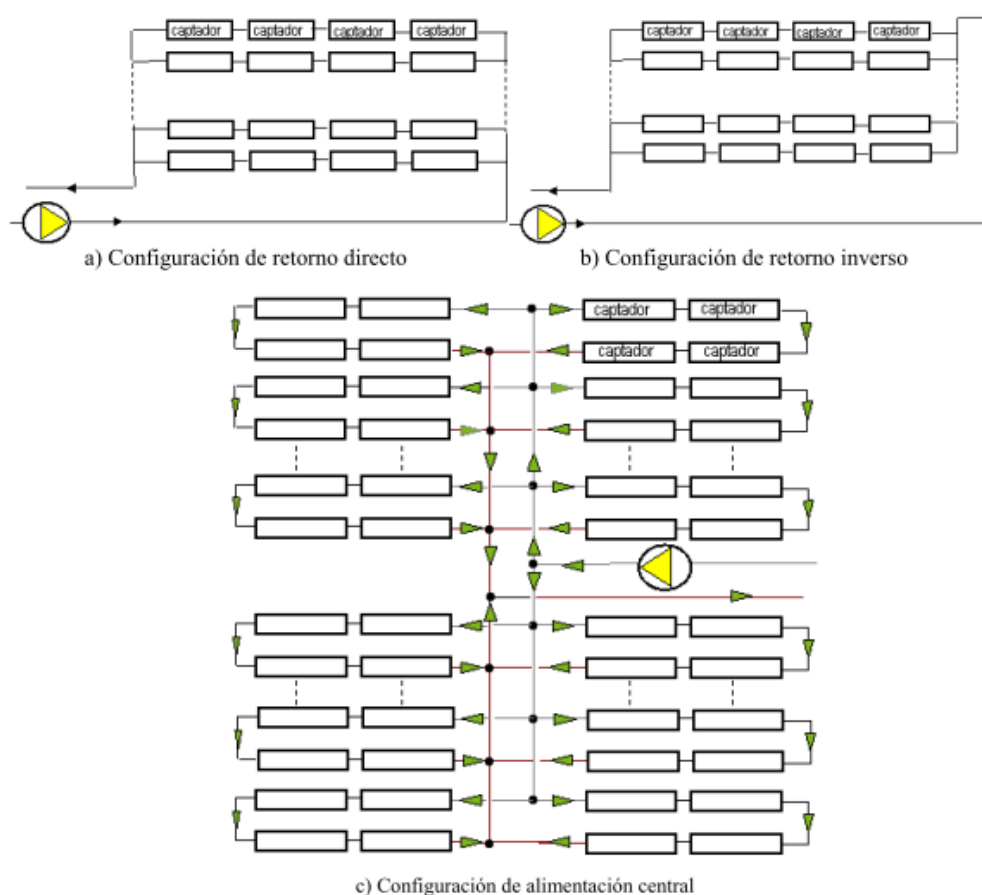 captador captador captador captador
captador captador captador captador
a) Configuración de retorno directo
b) Configuración de retorno inverso
captador captador
captador captador
c) Configuración de alimentación central